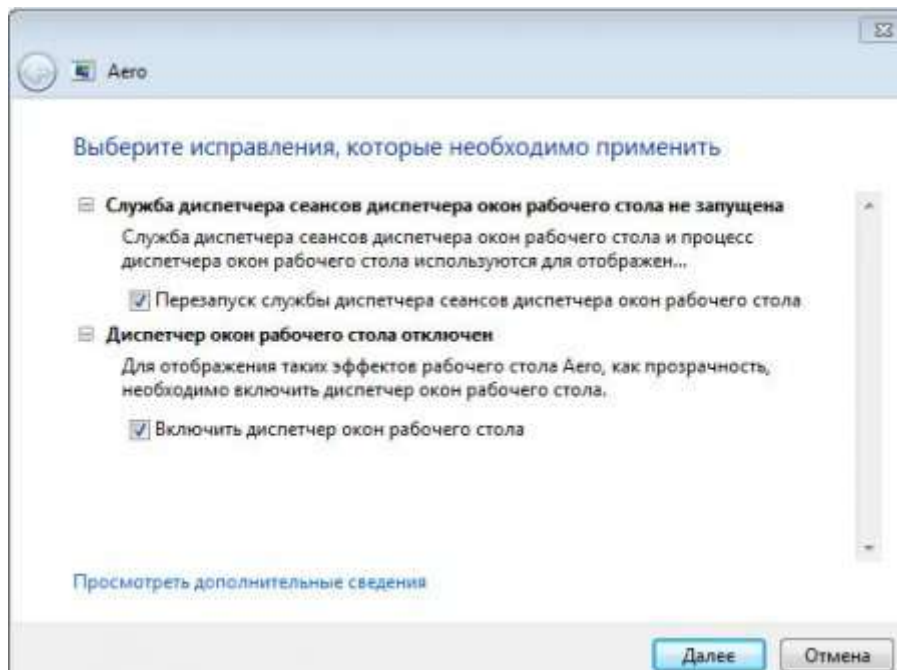 Aero
Выберите исправления, которые необходимо применить
Служба диспетчера сеансов диспетчера окон рабочего стола не запущена
Служба диспетчера сеансов диспетчера окон рабочего стола и процесс
диспетчера окон рабочего стола используются для отображен...
Перезапуск службы диспетчера сеансов диспетчера окон рабочего стола
Диспетчер окон рабочего стола отключен
Для отображения таких эффектов рабочего стола Aero, как прозрачность,
необходимо включить диспетчер окон рабочего стола.
Включить диспетчер окон рабочего стола
Просмотреть дополнительные сведения
Далее
Отмена